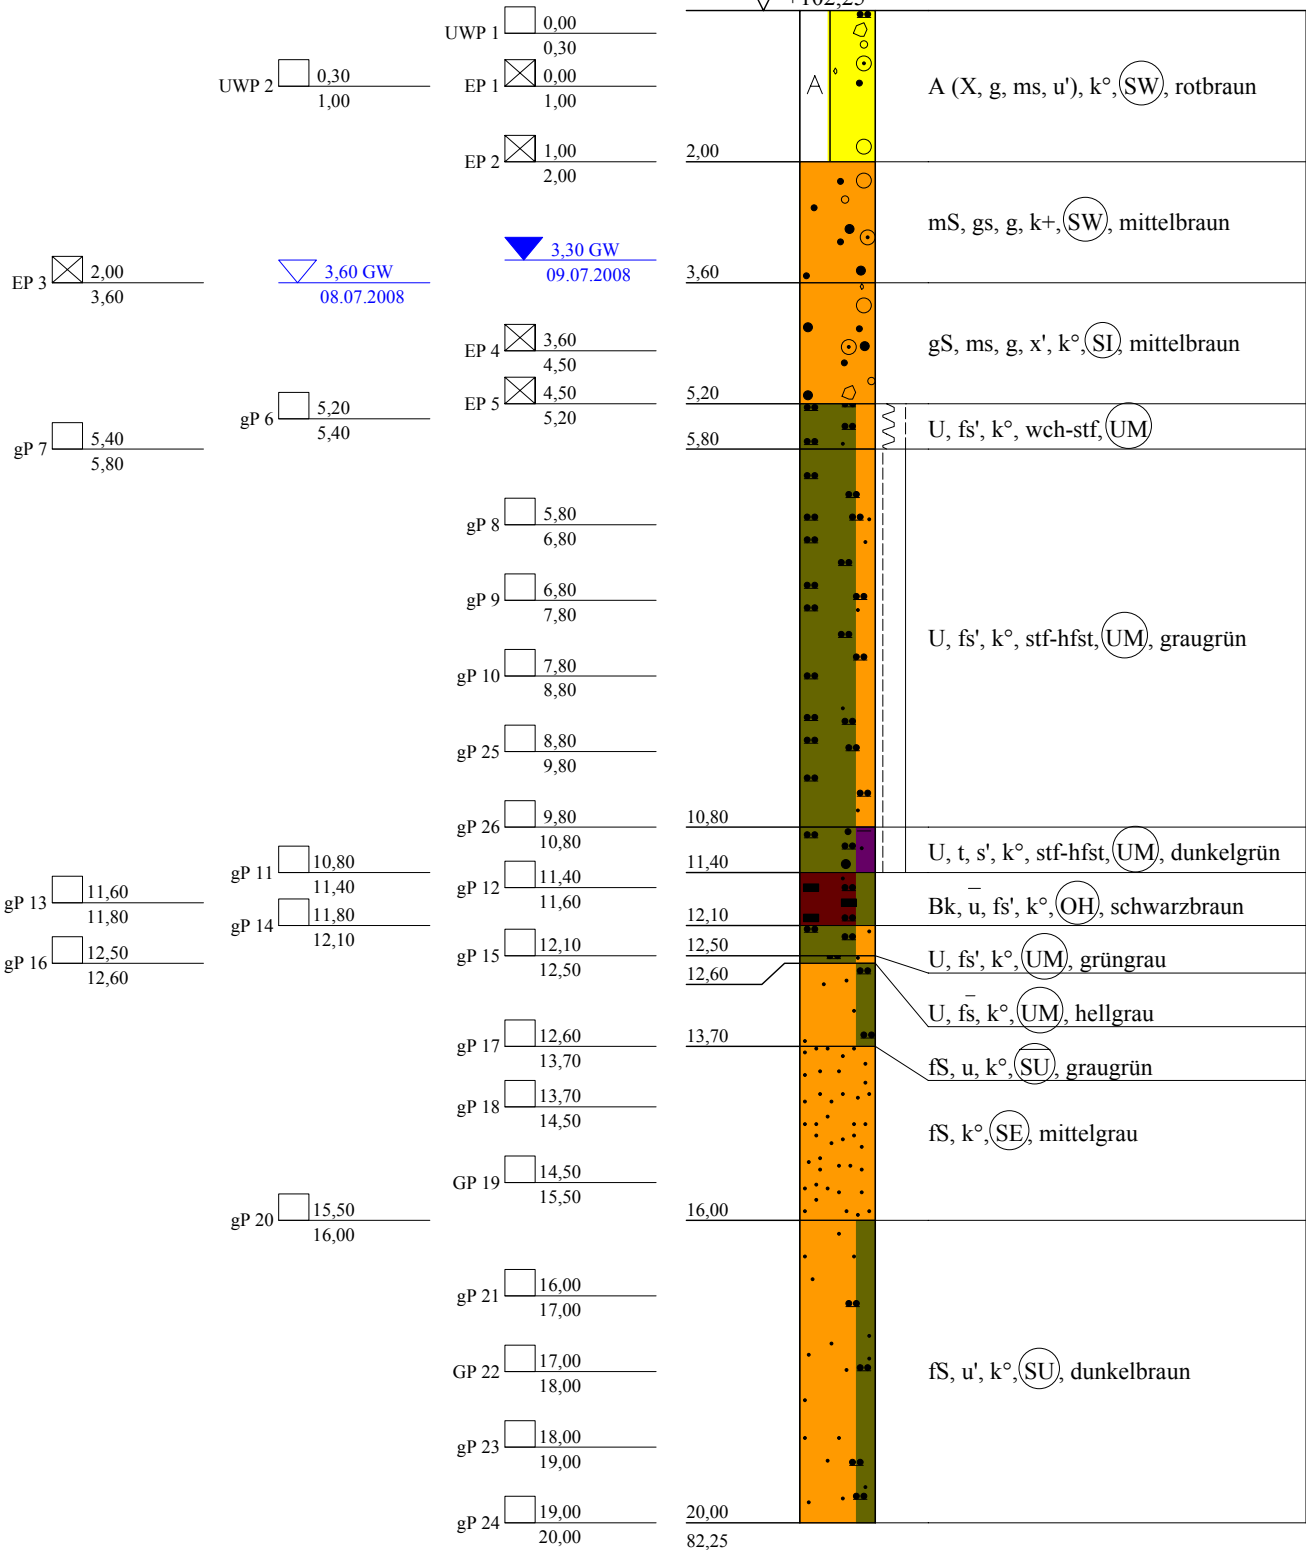 +102,25
UWP 1 0,00
0,30
UWP 2 0,30
1,00
EP 1 0,00
1,00
A
A (X, g, ms, u'), k°, SW, rotbraun
EP 2 1,00
2,00
2,00
mS, gs, g, k+, SW, mittelbraun
3,30 GW
09.07.2008
EP 3 2,00
3,60
3,60 GW
08.07.2008
3,60
EP 4 3,60
4,50
gS, ms, g, x', k°, SI, mittelbraun
EP 5 4,50
5,20
5,20
gP 6 5,20
5,40
gP 7 5,40
5,80
5,80
U, fs', k°, wch-stf, UM
gP 8 5,80
6,80
gP 9 6,80
7,80
U, fs', k°, stf-hfst, UM, graugrün
gP 10 7,80
8,80
gP 25 8,80
9,80
gP 26 9,80
10,80
10,80
gP 11 10,80
11,40
11,40
U, t, s', k°, stf-hfst, UM, dunkelgrün
gP 12 11,40
11,60
gP 13 11,60
11,80
gP 14 11,80
12,10
12,10
Bk, u̅, fs', k°, OH, schwarzbraun
gP 15 12,10
12,50
12,50
U, fs', k°, UM, grüngrau
gP 16 12,50
12,60
12,60
U, fs̅, k°, UM, hellgrau
gP 17 12,60
13,70
13,70
fS, u, k°, S̅U̅, graugrün
gP 18 13,70
14,50
fS, k°, SE, mittelgrau
GP 19 14,50
15,50
gP 20 15,50
16,00
16,00
gP 21 16,00
17,00
GP 22 17,00
18,00
fS, u', k°, SU, dunkelbraun
gP 23 18,00
19,00
gP 24 19,00
20,00
20,00
82,25